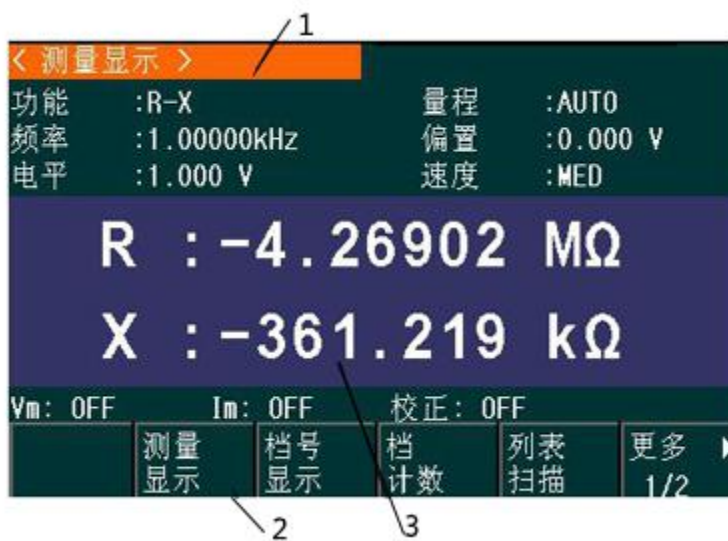 1
< 测量显示 >
功能 :R-X 量程 :AUTO
频率 :1.00000kHz 偏置 :0.000 V
电平 :1.000 V 速度 :MED
R :-4.26902 MΩ
X :-361.219 kΩ
Vm: OFF Im: OFF 校正: OFF
测量 档号 档 列表 更多
显示 显示 计数 扫描 1/2
2 3